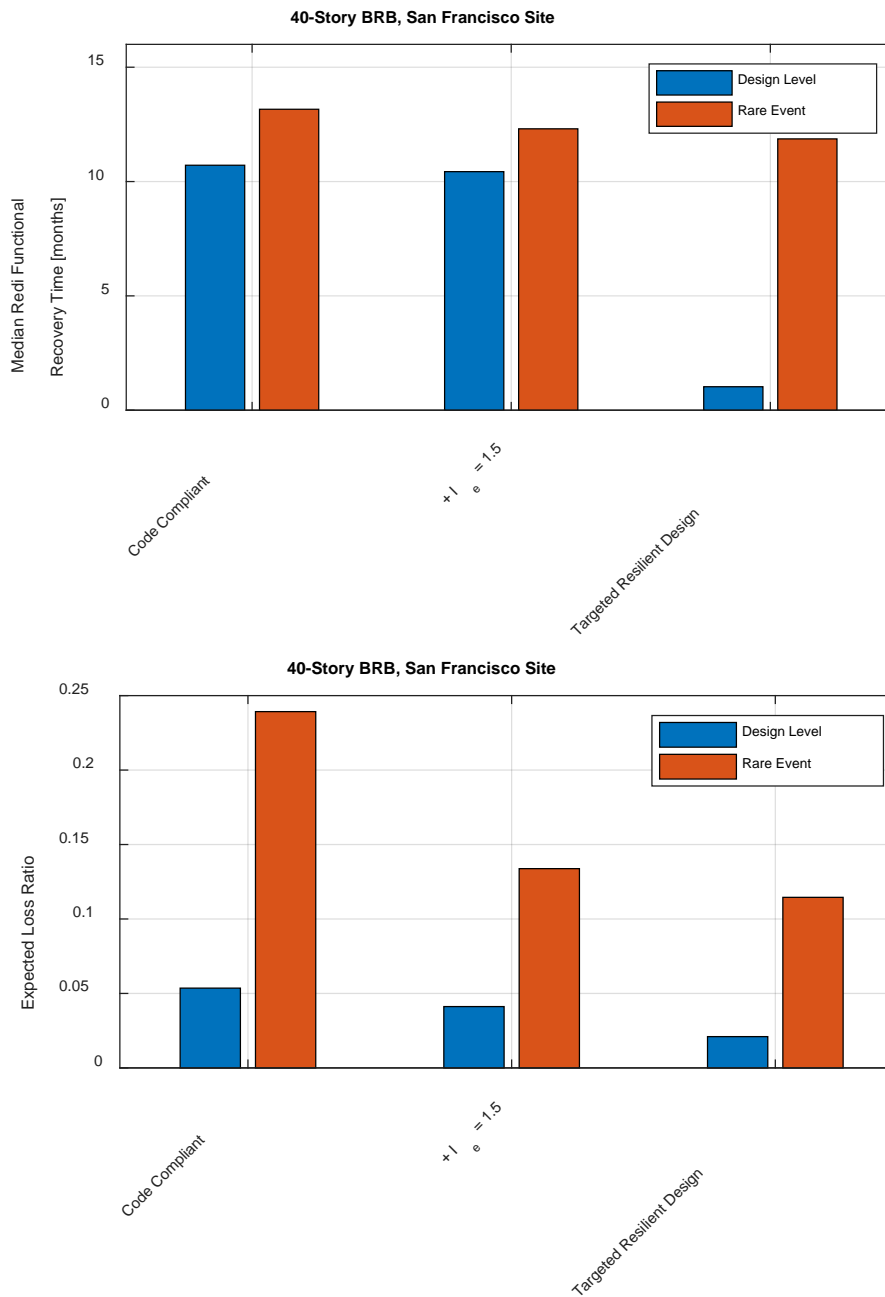 40-Story BRB, San Francisco Site
15
10
5
0
Median Redi Functional
Recovery Time [months]
Design Level
Rare Event
Code Compliant
+ I e = 1.5
Targeted Resilient Design
40-Story BRB, San Francisco Site
0.25
0.2
0.15
0.1
0.05
0
Expected Loss Ratio
Design Level
Rare Event
Code Compliant
+ I e = 1.5
Targeted Resilient Design